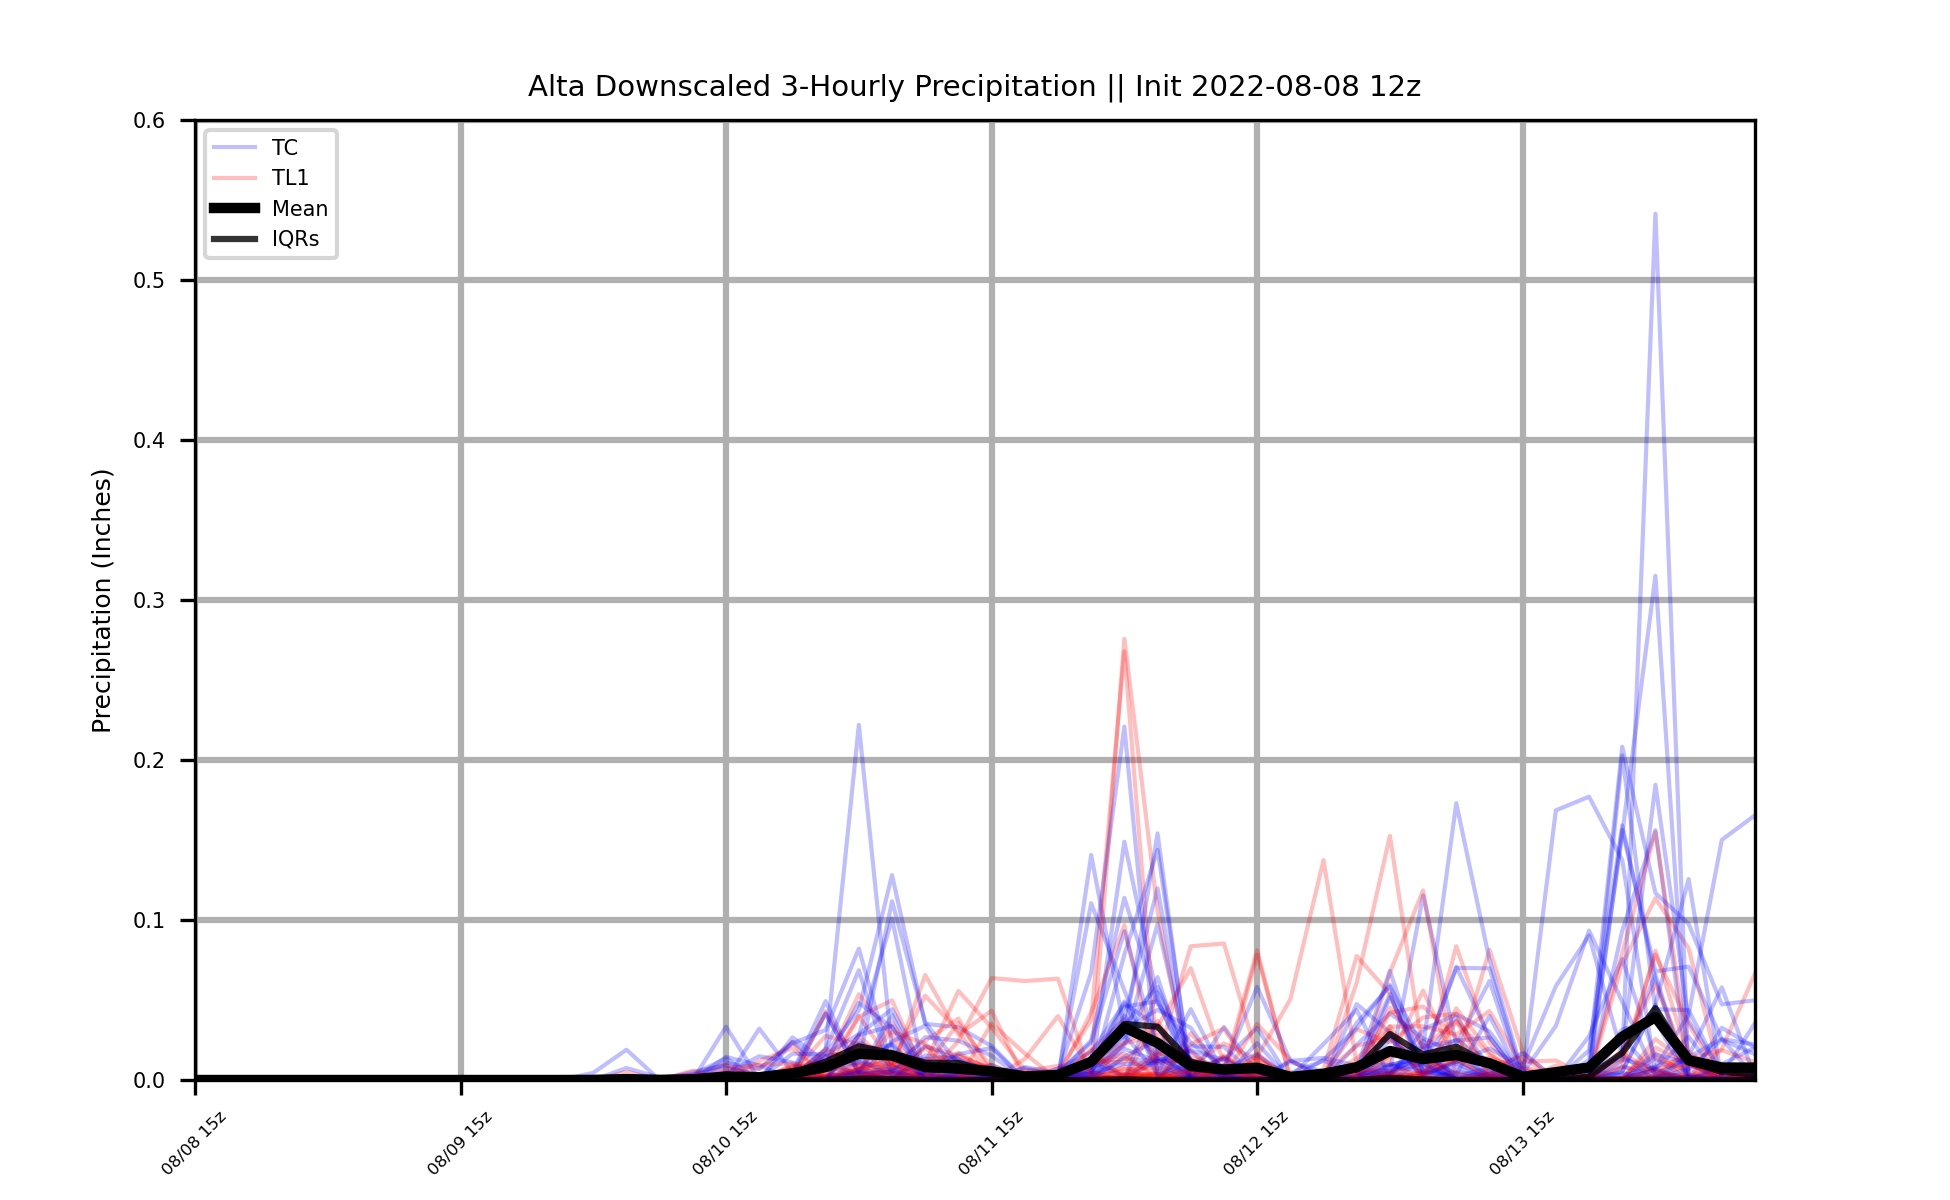 Alta Downscaled 3-Hourly Precipitation || Init 2022-08-08 12z
TC
TL1
Mean
IQRs
Precipitation (Inches)
0.6
0.5
0.4
0.3
0.2
0.1
0.0
08/08 15z
08/09 15z
08/10 15z
08/11 15z
08/12 15z
08/13 15z